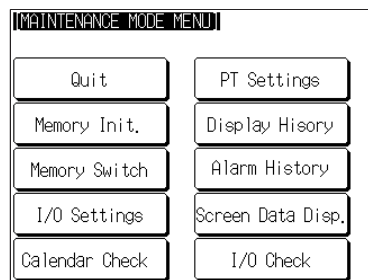 [MAINTENANCE MODE MENU]
Quit
PT Settings
Memory Init.
Display Hisory
Memory Switch
Alarm History
I/O Settings
Screen Data Disp.
Calendar Check
I/O Check